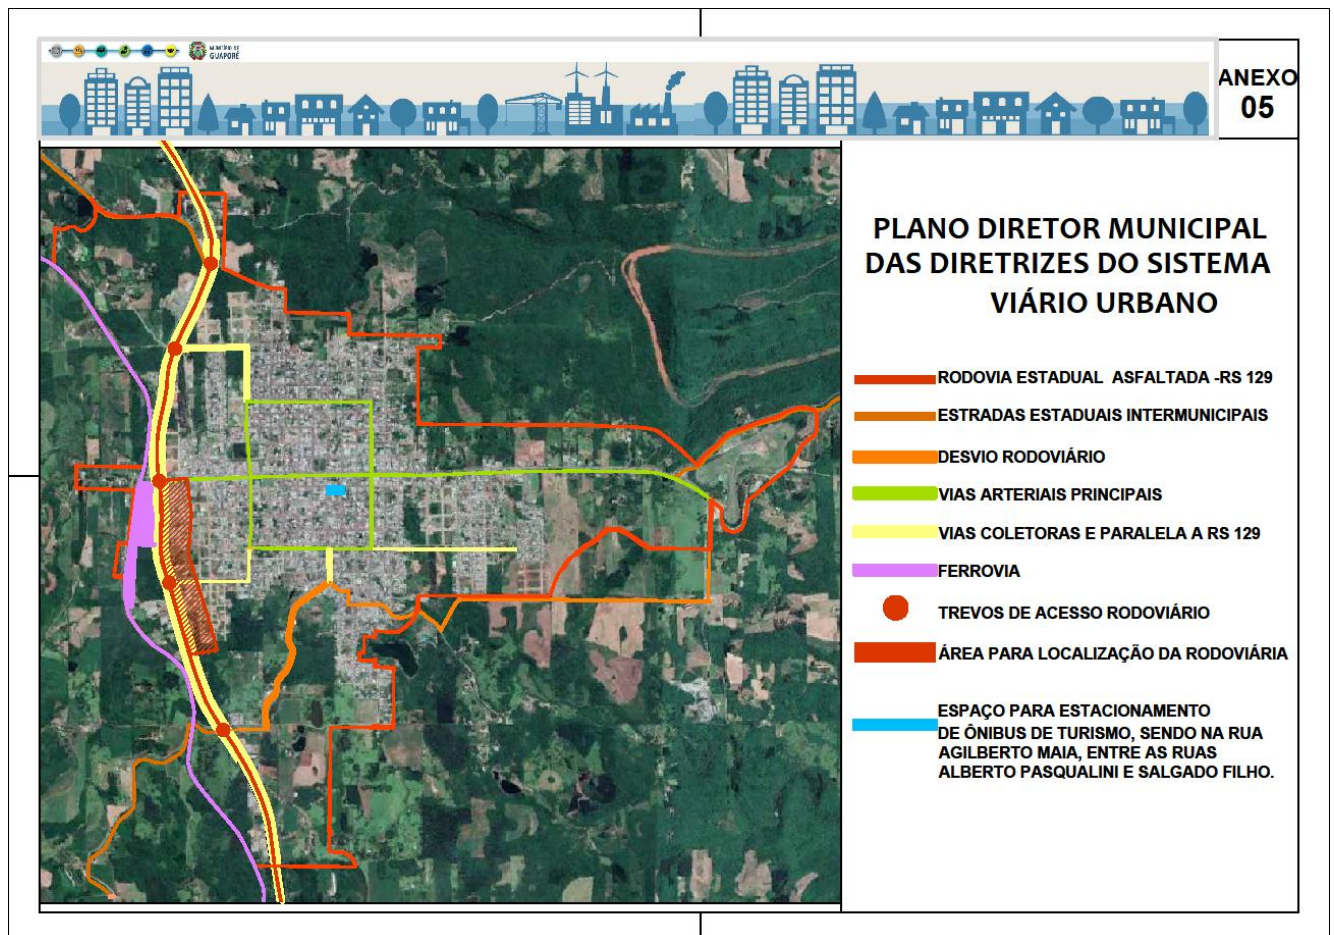 MUNICÍPIO DE
GUAPORÉ
ANEXO
05
PLANO DIRETOR MUNICIPAL
DAS DIRETRIZES DO SISTEMA
VIÁRIO URBANO
RODOVIA ESTADUAL ASFALTADA -RS 129
ESTRADAS ESTADUAIS INTERMUNICIPAIS
DESVIO RODOVIÁRIO
VIAS ARTERIAIS PRINCIPAIS
VIAS COLETORAS E PARALELA A RS 129
FERROVIA
TREVOS DE ACESSO RODOVIÁRIO
ÁREA PARA LOCALIZAÇÃO DA RODOVIÁRIA
ESPAÇO PARA ESTACIONAMENTO
DE ÔNIBUS DE TURISMO, SENDO NA RUA
AGILBERTO MAIA, ENTRE AS RUAS
ALBERTO PASQUALINI E SALGADO FILHO.